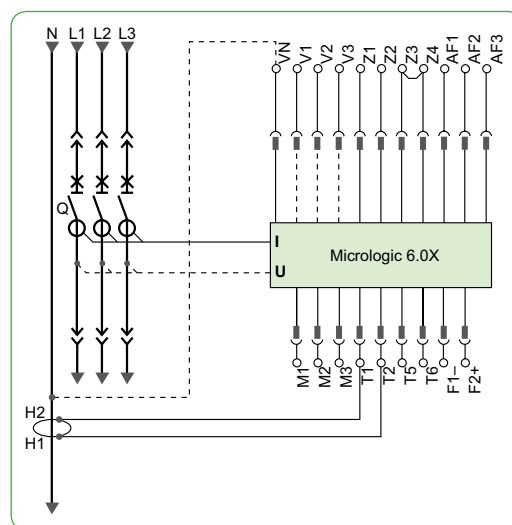 N L1 L2 L3
VN V1 V2 V3 Z1 Z2 Z3 Z4 AF1 AF2 AF3
Q
I
U
Micrologic 6.0X
M1 M2 M3 T1 T2 T5 T6 F1– F2+
H2
H1